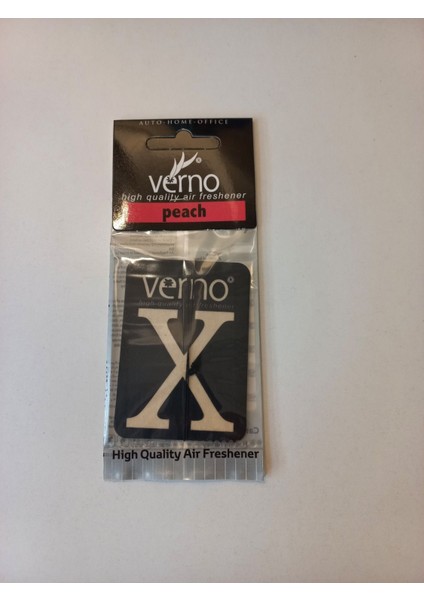 AUTO-HOME-OFFICE
verno®
high quality air freshener
peach
verno®
X
High Quality Air Freshener